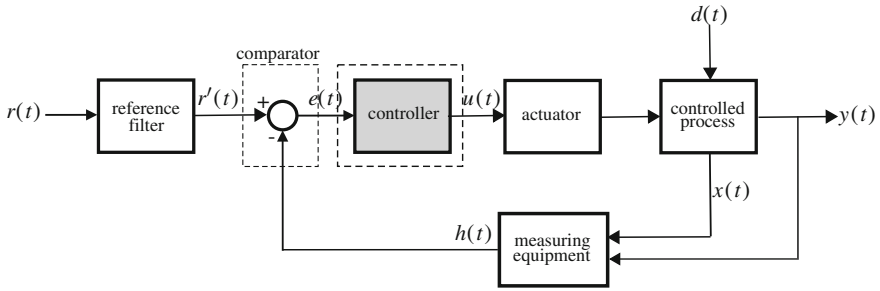 d(t)
comparator
r(t)
reference
filter
r'(t)
+
-
e(t)
controller
u(t)
actuator
controlled
process
y(t)
x(t)
h(t)
measuring
equipment